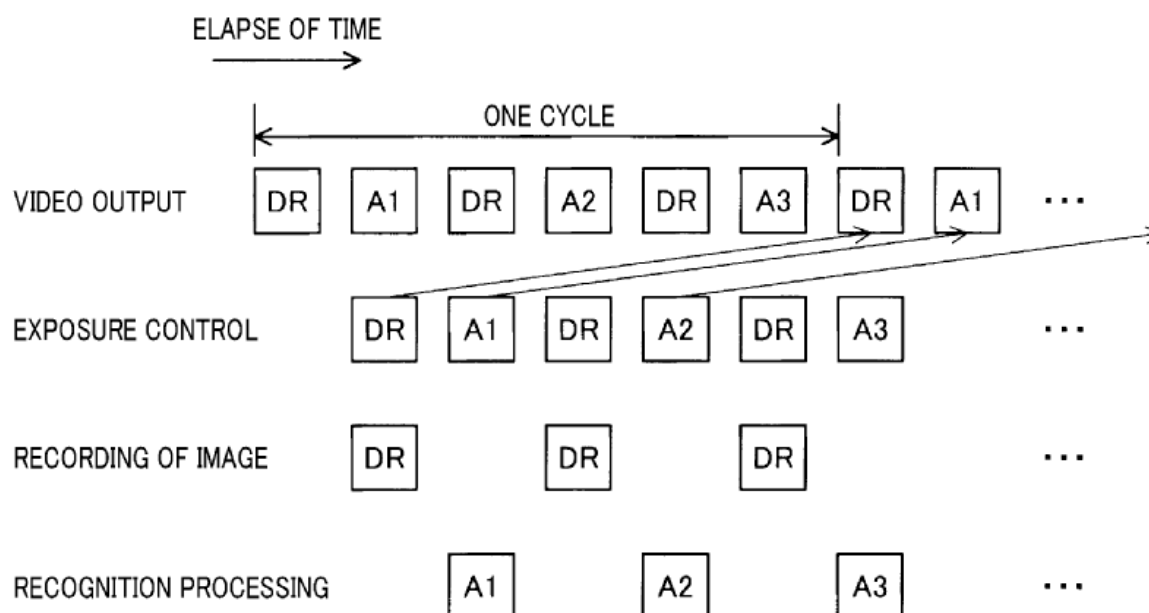 ELAPSE OF TIME
ONE CYCLE
VIDEO OUTPUT DR A1 DR A2 DR A3 DR A1 ...
EXPOSURE CONTROL DR A1 DR A2 DR A3 ...
RECORDING OF IMAGE DR DR DR ...
RECOGNITION PROCESSING A1 A2 A3 ...